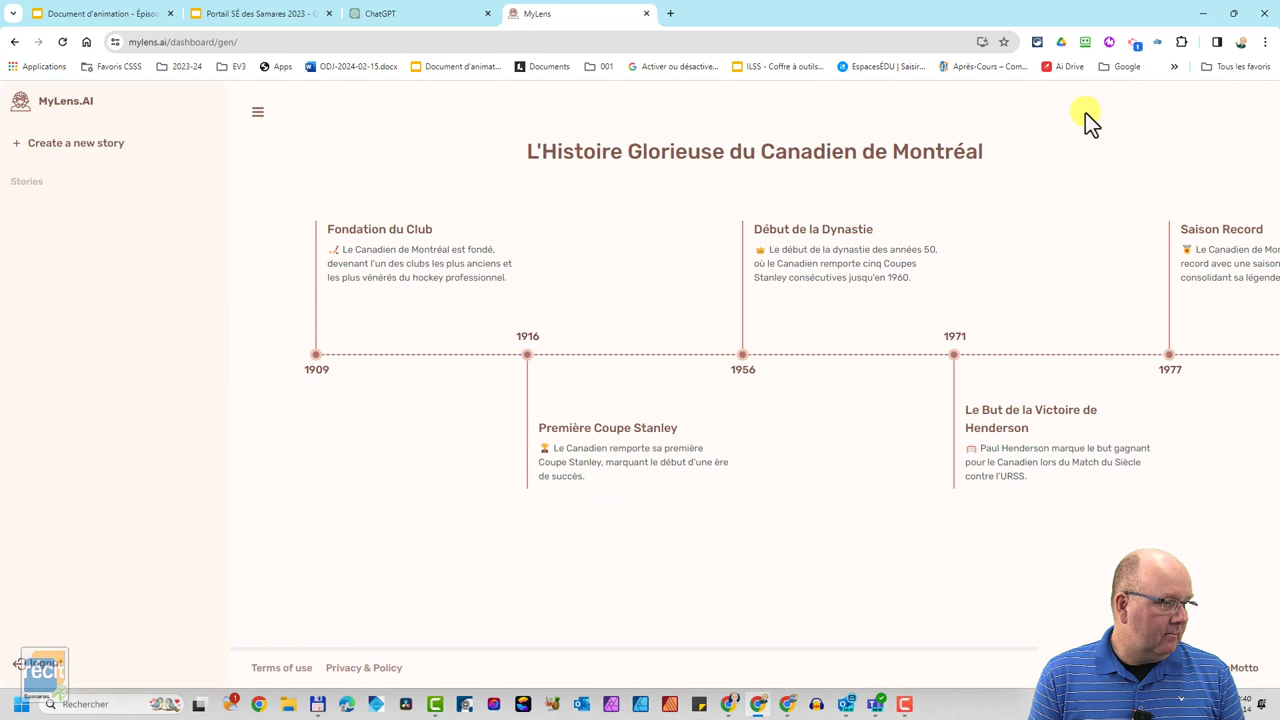 Document d'animation - Épiso
Portail SÉ des Samares 2023 - G
ChatGPT
MyLens
mylens.ai/dashboard/gen/
Applications
Favoris CSSS
2023-24
EV3
Apps
ODJ-2024-02-15.docx
Document d'animat...
Documents
001
Activer ou désactive...
ILSS - Coffre à outils...
EspacesÉDU | Saisir...
Après-Cours – Com...
Ai Drive
Google
»
Tous les favoris
MyLens.AI
+ Create a new story
Stories
L'Histoire Glorieuse du Canadien de Montréal
Fondation du Club
Le Canadien de Montréal est fondé,
devenant l'un des clubs les plus anciens et
les plus vénérés du hockey professionnel.
Début de la Dynastie
Le début de la dynastie des années 50,
où le Canadien remporte cinq Coupes
Stanley consécutives jusqu'en 1960.
Saison Record
Le Canadien de Mo
record avec une saison
consolidant sa légende
1916
1971
1909
1956
1977
Première Coupe Stanley
Le Canadien remporte sa première
Coupe Stanley, marquant le début d'une ère
de succès.
Le But de la Victoire de
Henderson
Paul Henderson marque le but gagnant
pour le Canadien lors du Match du Siècle
contre l'URSS.
Logout
récit
Samares
Terms of use
Privacy & Policy
Motto
Rechercher